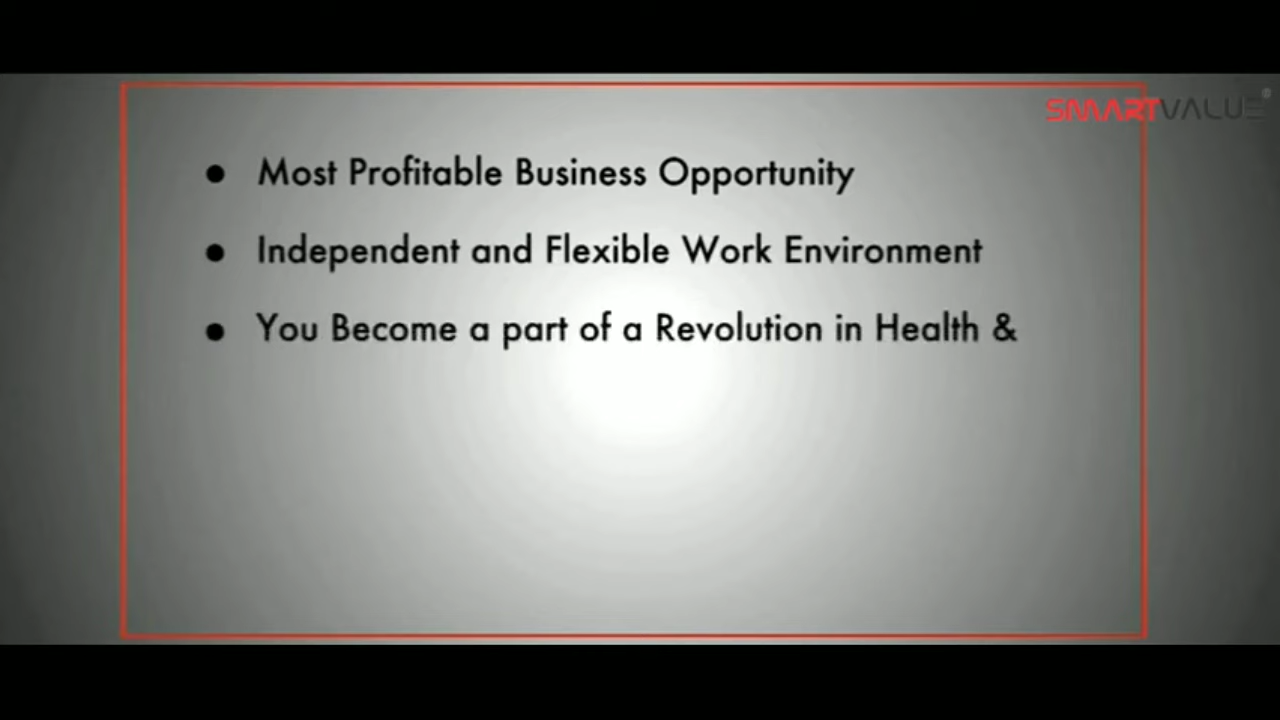 SMARTVALUE®
• Most Profitable Business Opportunity
• Independent and Flexible Work Environment
• You Become a part of a Revolution in Health &